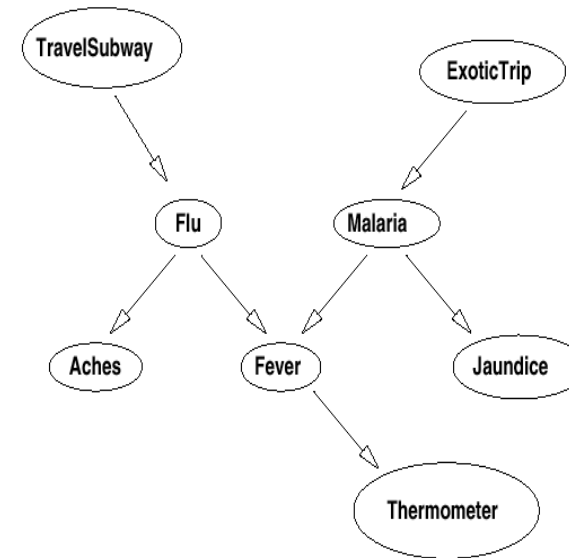 TravelSubway
ExoticTrip
Flu
Malaria
Aches
Fever
Jaundice
Thermometer